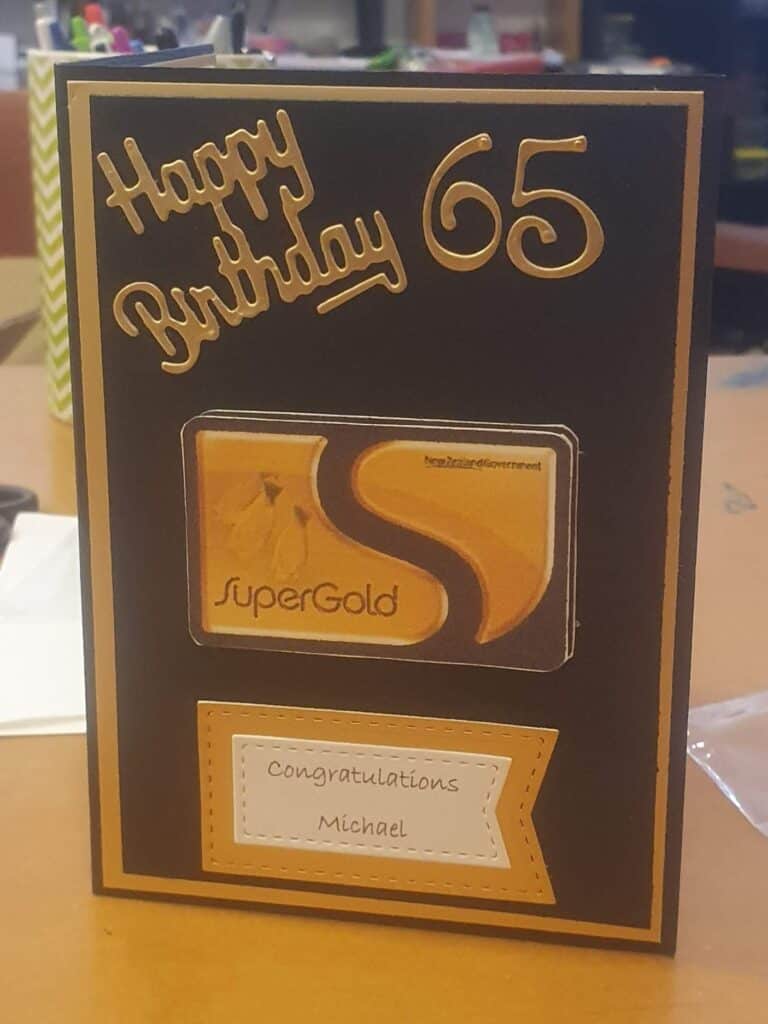 Happy
Birthday
65
New Zealand Government
SuperGold
Congratulations
Michael